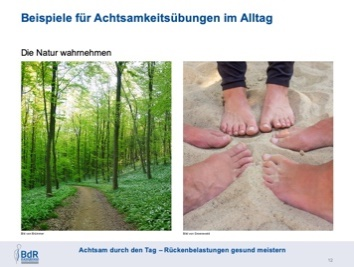 Beispiele für Achtsamkeitsübungen im Alltag
Die Natur wahrnehmen
Achtsam durch den Tag – Rückenbelastungen gesund meistern
BdR